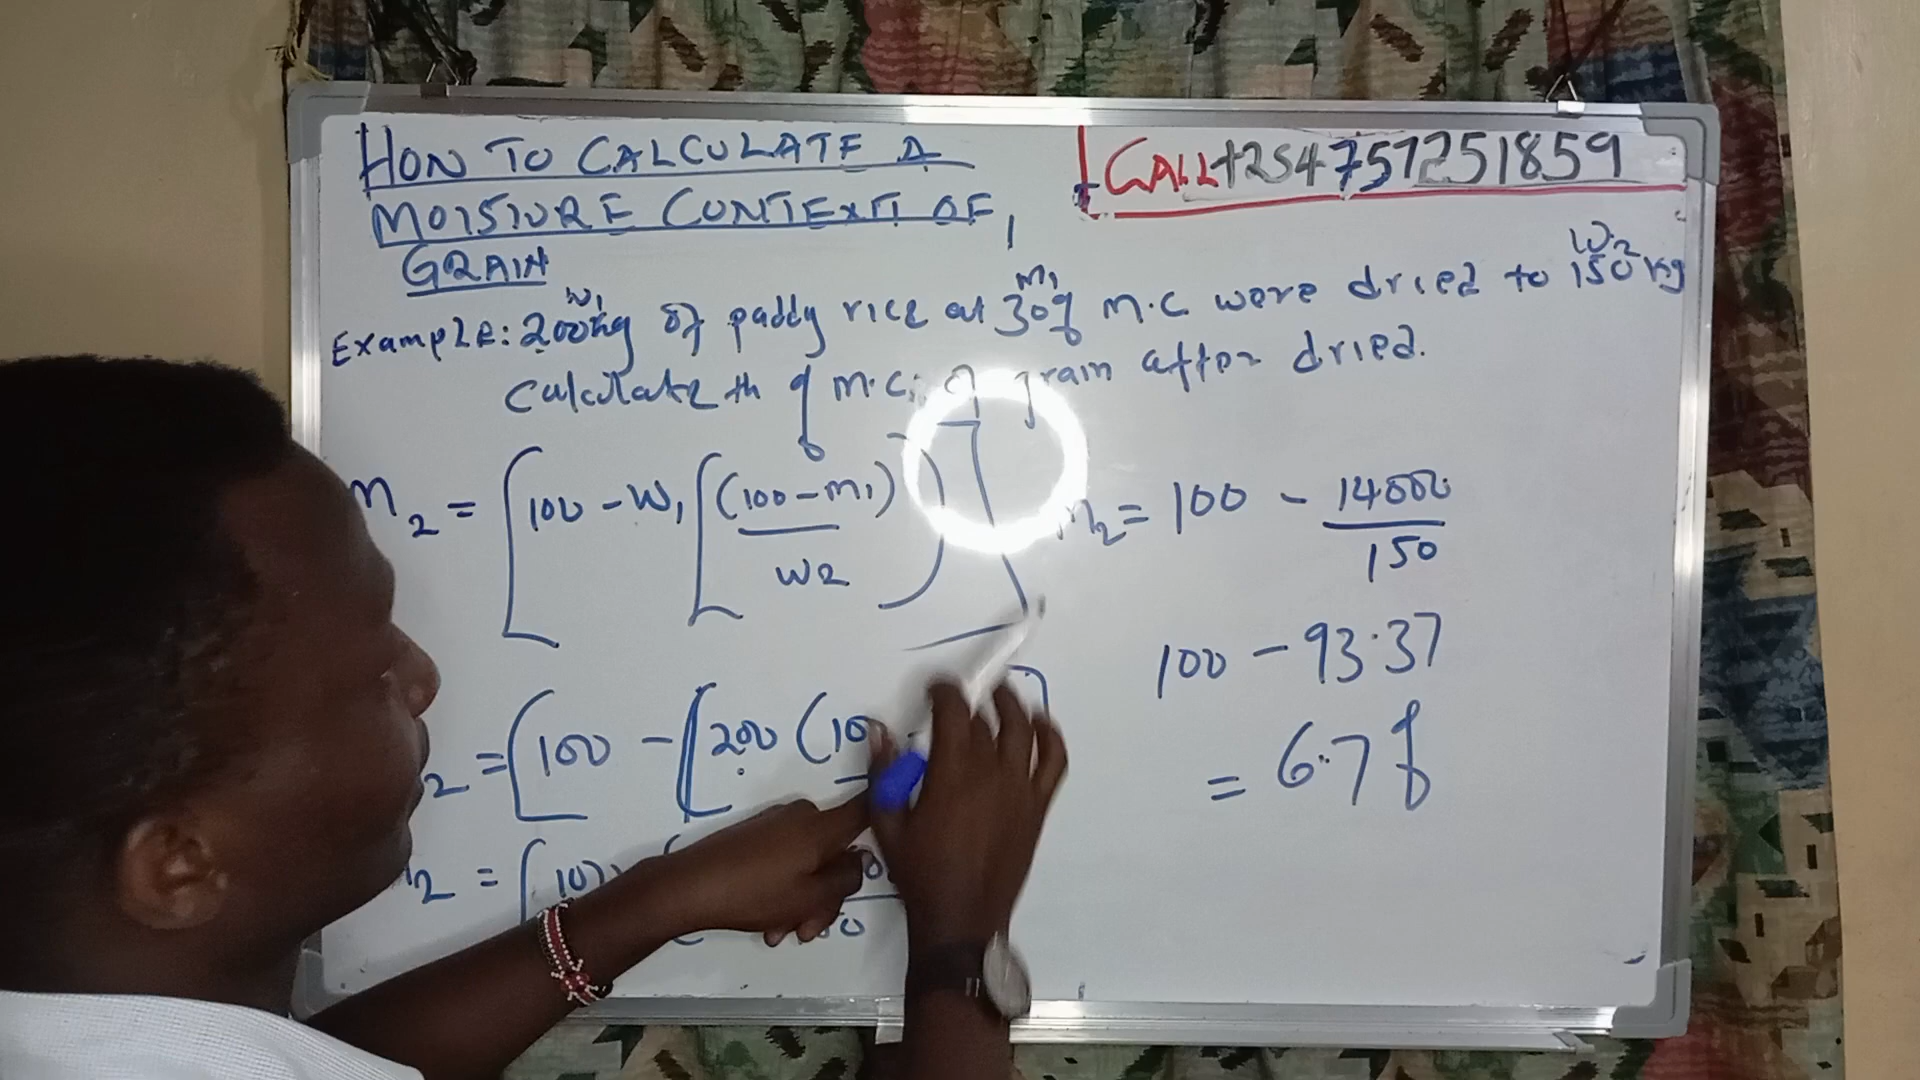 HOW TO CALCULATE A
MOISTURE CONTENT OF
GRAIN
CALL +254757251859
W1 M1 W2
Example: 200kg of paddy rice at 30% m.c were dried to 150kg
Calculate th % m.c. of grain after dried.
M2 = [100 - W1 [(100 - M1)
W2
M2 = 100 - 14000
150
100 - 93.37
= 6.7%
2 = [100 - [200 (10
2 = [100